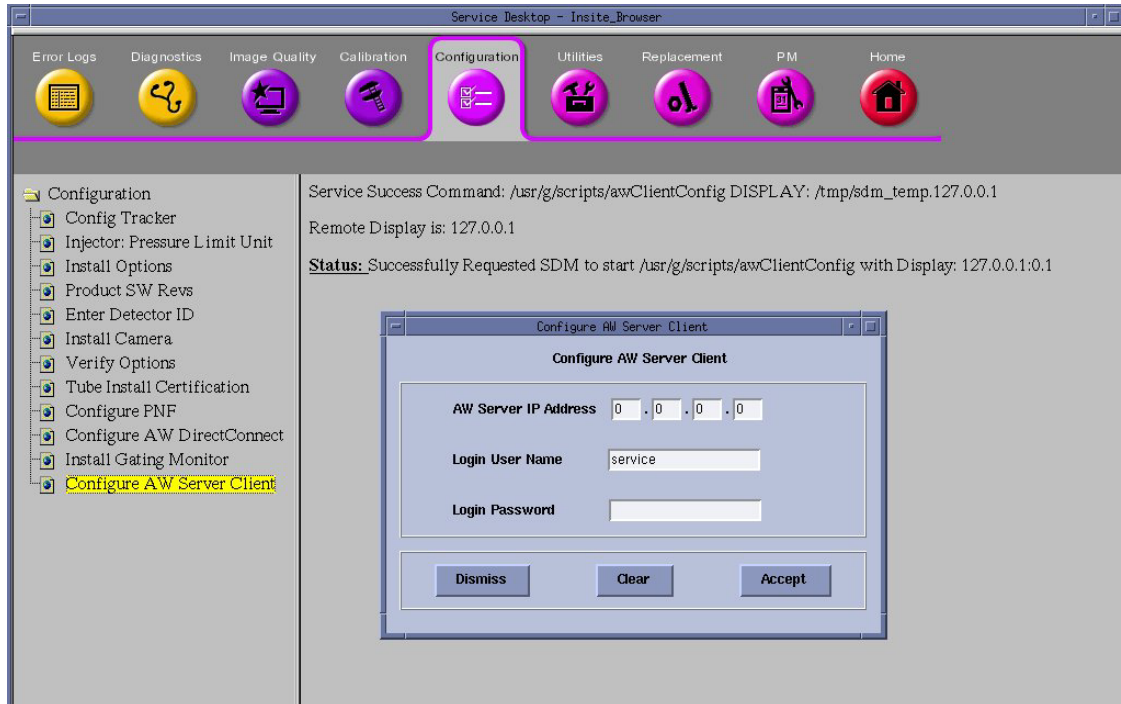 Service Desktop - Insite_Browser
Error Logs
Diagnostics
Image Quality
Calibration
Configuration
Utilities
Replacement
PM
Home
Configuration
Config Tracker
Injector: Pressure Limit Unit
Install Options
Product SW Revs
Enter Detector ID
Install Camera
Verify Options
Tube Install Certification
Configure PNF
Configure AW DirectConnect
Install Gating Monitor
Configure AW Server Client
Service Success Command: /usr/g/scripts/awClientConfig DISPLAY: /tmp/sdm_temp.127.0.0.1
Remote Display is: 127.0.0.1
Status: Successfully Requested SDM to start /usr/g/scripts/awClientConfig with Display: 127.0.0.1:0.1
Configure AW Server Client
Configure AW Server Client
AW Server IP Address 0 . 0 . 0 . 0
Login User Name service
Login Password
Dismiss Clear Accept